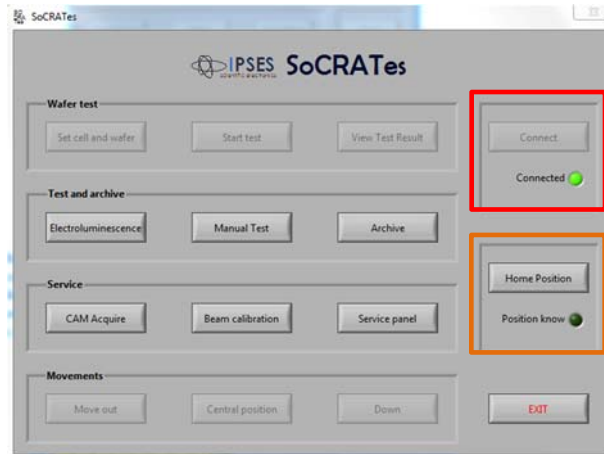 SoCRATes
IPSES SoCRATes
scientific electronics
Wafer test
Set cell and wafer Start test View Test Result
Connect
Connected
Test and archive
Electroluminescence Manual Test Archive
Home Position
Position know
Service
CAM Acquire Beam calibration Service panel
Movements
Move out Central position Down
EXIT